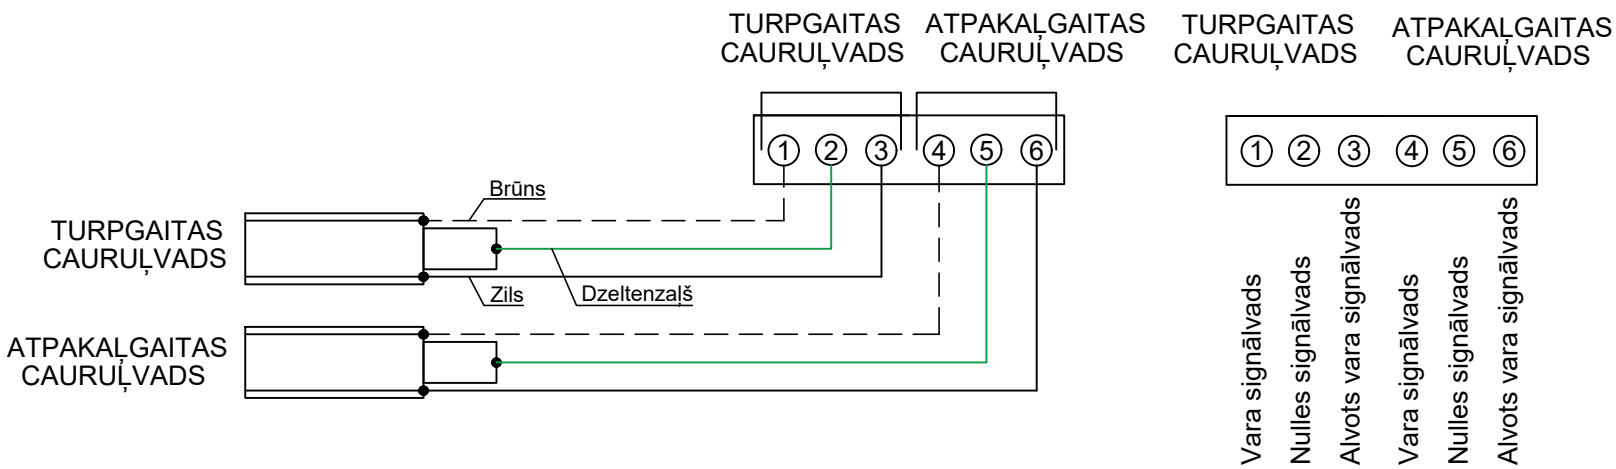 TURPGAITAS
CAURUĻVADS
ATPAKAĻGAITAS
CAURUĻVADS
TURPGAITAS
CAURUĻVADS
ATPAKAĻGAITAS
CAURUĻVADS
1 2 3 4 5 6
1 2 3 4 5 6
Brūns
TURPGAITAS
CAURUĻVADS
Zils
Dzeltenzaļš
ATPAKAĻGAITAS
CAURUĻVADS
Vara signālvads
Nulles signālvads
Alvots vara signālvads
Vara signālvads
Nulles signālvads
Alvots vara signālvads